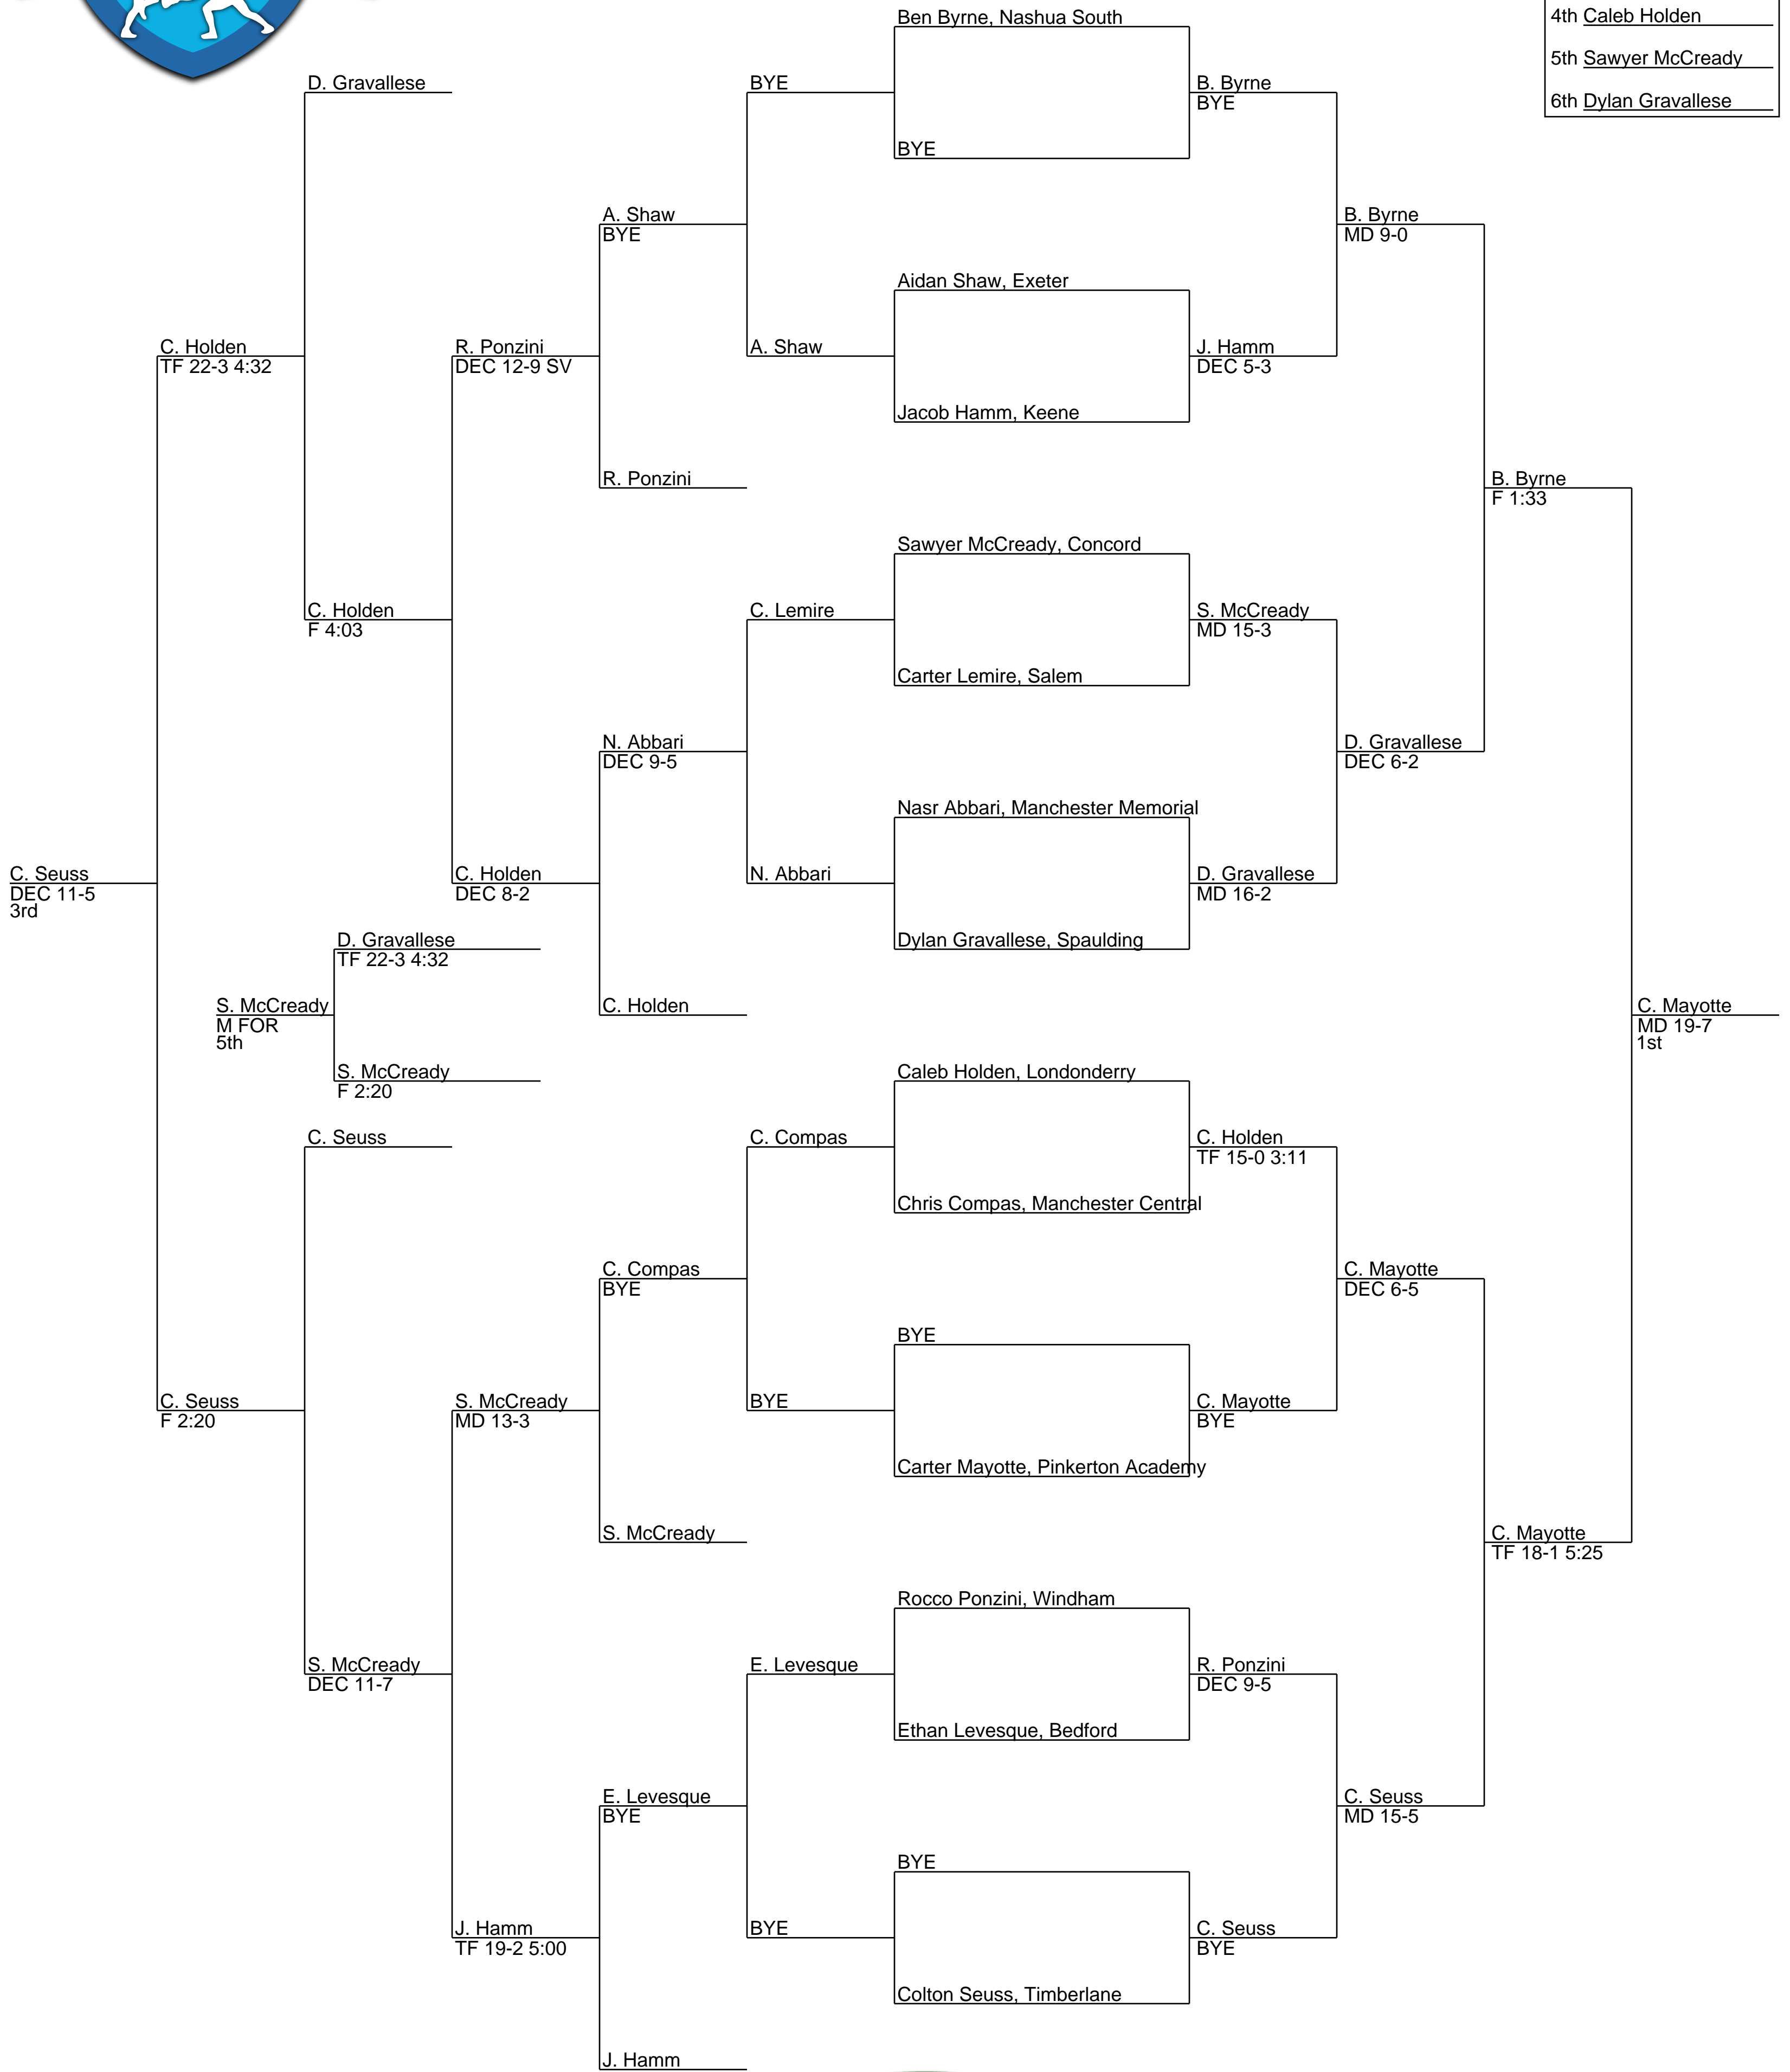 Ben Byrne, Nashua South
4th Caleb Holden
5th Sawyer McCready
6th Dylan Gravallese
D. Gravallese
BYE
B. Byrne
BYE
BYE
A. Shaw
BYE
B. Byrne
MD 9-0
Aidan Shaw, Exeter
C. Holden
TF 22-3 4:32
R. Ponzini
DEC 12-9 SV
A. Shaw
J. Hamm
DEC 5-3
Jacob Hamm, Keene
R. Ponzini
B. Byrne
F 1:33
Sawyer McCready, Concord
C. Holden
F 4:03
C. Lemire
S. McCready
MD 15-3
Carter Lemire, Salem
N. Abbari
DEC 9-5
D. Gravallese
DEC 6-2
Nasr Abbari, Manchester Memorial
C. Seuss
DEC 11-5
3rd
C. Holden
DEC 8-2
N. Abbari
D. Gravallese
MD 16-2
D. Gravallese
TF 22-3 4:32
Dylan Gravallese, Spaulding
S. McCready
M FOR
5th
C. Holden
C. Mayotte
MD 19-7
1st
S. McCready
F 2:20
Caleb Holden, Londonderry
C. Seuss
C. Compas
C. Holden
TF 15-0 3:11
Chris Compas, Manchester Central
C. Compas
BYE
C. Mayotte
DEC 6-5
BYE
C. Seuss
F 2:20
S. McCready
MD 13-3
BYE
C. Mayotte
BYE
Carter Mayotte, Pinkerton Academy
S. McCready
C. Mayotte
TF 18-1 5:25
Rocco Ponzini, Windham
S. McCready
DEC 11-7
E. Levesque
R. Ponzini
DEC 9-5
Ethan Levesque, Bedford
E. Levesque
BYE
C. Seuss
MD 15-5
BYE
J. Hamm
TF 19-2 5:00
BYE
C. Seuss
BYE
Colton Seuss, Timberlane
J. Hamm